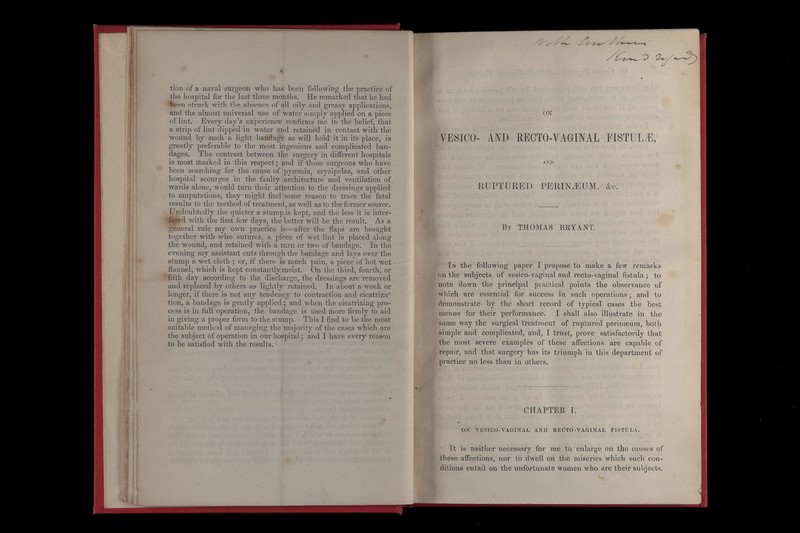 8
tion of a naval surgeon who has been following the practice of
the hospital for the last three months. He remarked that he had
been struck with the absence of all oily and greasy applications,
and the almost universal use of water simply applied on a piece
of lint. Every day's experience confirms me in the belief, that
a strip of lint dipped in water and retained in contact with the
wound by such a light bandage as will hold it in its place, is
greatly preferable to the most ingenious and complicated ban-
dages. The contrast between the surgery in different hospitals
is most marked in this respect; and if those surgeons who have
been searching for the cause of pyæmia, erysipelas, and other
hospital scourges in the faulty architecture and ventilation of
wards alone, would turn their attention to the dressings applied
to amputations, they might find some reason to trace the fatal
results to the method of treatment, as well as to the former source.
Undoubtedly the quieter a stump is kept, and the less it is inter-
fered with the first few days, the better will be the result. As a
general rule my own practice is—after the flaps are brought
together with wire sutures, a piece of wet lint is placed along
the wound, and retained with a turn or two of bandage. In the
evening my assistant cuts through the bandage and lays over the
stump a wet cloth; or, if there is much pain, a piece of hot wet
flannel, which is kept constantly moist. On the third, fourth, or
fifth day according to the discharge, the dressings are removed
and replaced by others as lightly retained. In about a week or
longer, if there is not any tendency to contraction and cicatriza-
tion, a bandage is gently applied; and when the cicatrizing pro-
cess is in full operation, the bandage is used more firmly to aid
in giving a proper form to the stump. This I find to be the most
suitable method of managing the majority of the cases which are
the subject of operation in our hospital; and I have every reason
to be satisfied with the results.
ON
VESICO- AND RECTO-VAGINAL FISTULÆ,
AND
RUPTURED PERINÆUM, &c.
By THOMAS BRYANT.
In the following paper I propose to make a few remarks
on the subjects of vesico-vaginal and recto-vaginal fistula; to
note down the principal practical points the observance of
which are essential for success in such operations; and to
demonstrate by the short record of typical cases the best
means for their performance. I shall also illustrate in the
same way the surgical treatment of ruptured perinæum, both
simple and complicated, and, I trust, prove satisfactorily that
the most severe examples of these affections are capable of
repair, and that surgery has its triumph in this department of
practice no less than in others.
CHAPTER I.
ON VESICO-VAGINAL AND RECTO-VAGINAL FISTULA.
It is neither necessary for me to enlarge on the causes of
these affections, nor to dwell on the miseries which such con-
ditions entail on the unfortunate women who are their subjects.